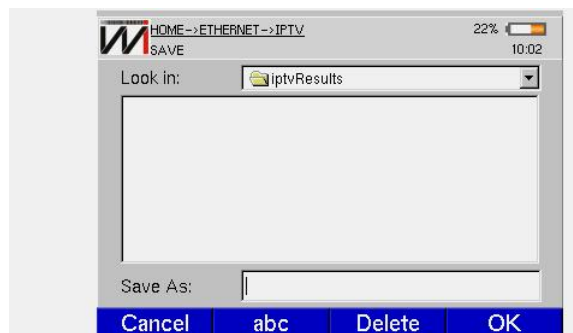 HOME->ETHERNET->IPTV 22%
SAVE 10:02
Look in: iptvResults
Save As:
Cancel abc Delete OK